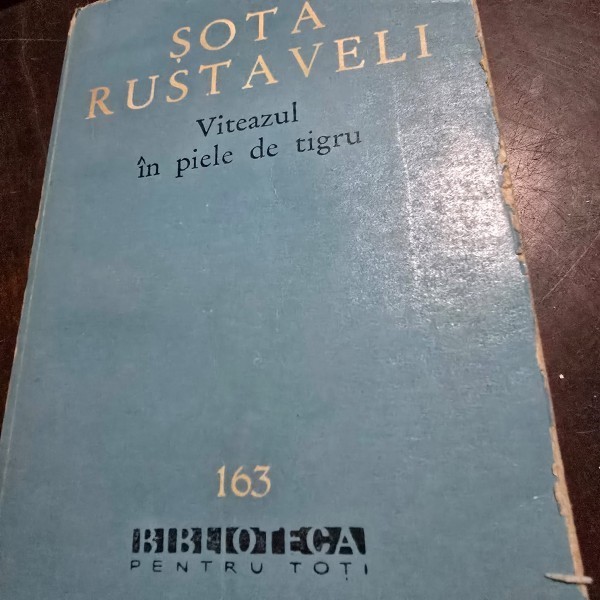 ȘOTA
RUSTAVELI
Viteazul
în piele de tigru
163
BIBLIOTECA
PENTRU TOȚI